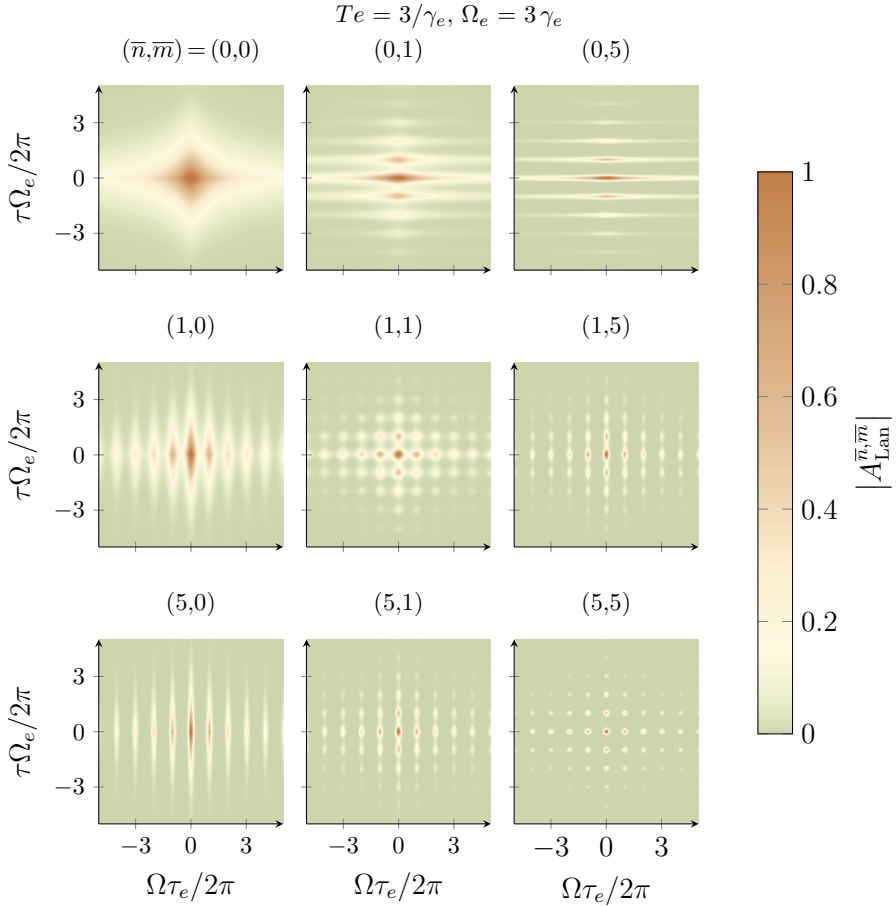 Te = 3/γ_e, Ω_e = 3 γ_e
(n̅,m̅) = (0,0) (0,1) (0,5)
τΩ_e/2π
3
0
−3
(1,0) (1,1) (1,5)
τΩ_e/2π
3
0
−3
(5,0) (5,1) (5,5)
τΩ_e/2π
3
0
−3
−3 0 3 −3 0 3 −3 0 3
Ωτ_e/2π Ωτ_e/2π
1
0.8
0.6
0.4
0.2
0
|A_Lan^n̅,m̅|